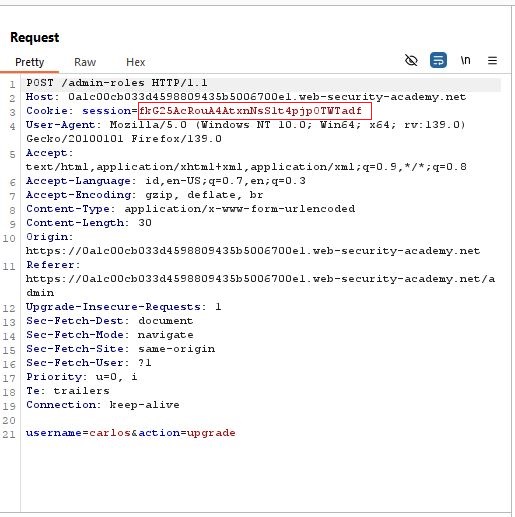 Request
Pretty Raw Hex \n
1 POST /admin-roles HTTP/1.1
2 Host: 0a1c00cb033d4598809435b5006700e1.web-security-academy.net
3 Cookie: session=fkG25AcRouA4AtxnNsS1t4pjp0TWTadf
4 User-Agent: Mozilla/5.0 (Windows NT 10.0; Win64; x64; rv:139.0)
Gecko/20100101 Firefox/139.0
5 Accept:
text/html,application/xhtml+xml,application/xml;q=0.9,*/*;q=0.8
6 Accept-Language: id,en-US;q=0.7,en;q=0.3
7 Accept-Encoding: gzip, deflate, br
8 Content-Type: application/x-www-form-urlencoded
9 Content-Length: 30
10 Origin:
https://0a1c00cb033d4598809435b5006700e1.web-security-academy.net
11 Referer:
https://0a1c00cb033d4598809435b5006700e1.web-security-academy.net/a
dmin
12 Upgrade-Insecure-Requests: 1
13 Sec-Fetch-Dest: document
14 Sec-Fetch-Mode: navigate
15 Sec-Fetch-Site: same-origin
16 Sec-Fetch-User: ?1
17 Priority: u=0, i
18 Te: trailers
19 Connection: keep-alive
20
21 username=carlos&action=upgrade